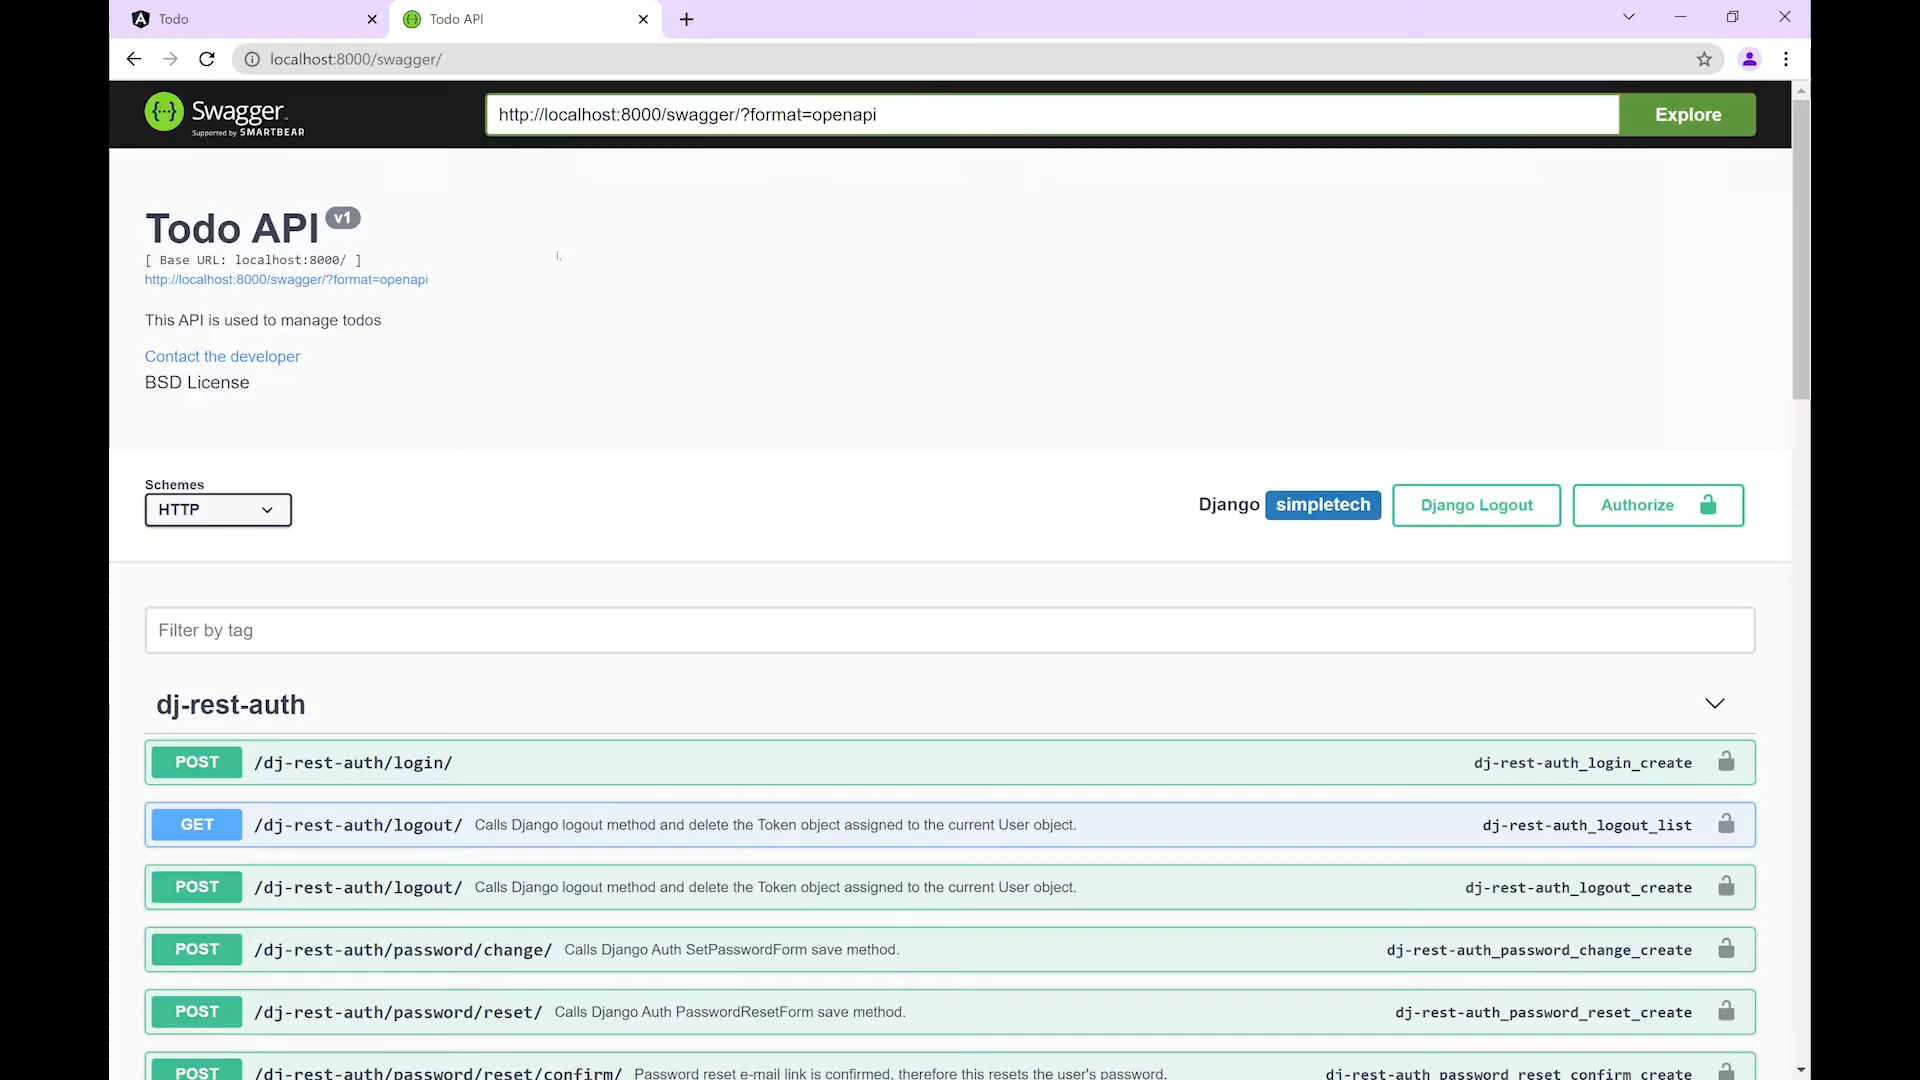 Todo
Todo API
localhost:8000/swagger/
Swagger
Supported by SMARTBEAR
http://localhost:8000/swagger/?format=openapi
Explore
Todo API v1
[ Base URL: localhost:8000/ ]
http://localhost:8000/swagger/?format=openapi
This API is used to manage todos
Contact the developer
BSD License
Schemes
HTTP
Django simpletech
Django Logout
Authorize
Filter by tag
dj-rest-auth
POST /dj-rest-auth/login/ dj-rest-auth_login_create
GET /dj-rest-auth/logout/ Calls Django logout method and delete the Token object assigned to the current User object. dj-rest-auth_logout_list
POST /dj-rest-auth/logout/ Calls Django logout method and delete the Token object assigned to the current User object. dj-rest-auth_logout_create
POST /dj-rest-auth/password/change/ Calls Django Auth SetPasswordForm save method. dj-rest-auth_password_change_create
POST /dj-rest-auth/password/reset/ Calls Django Auth PasswordResetForm save method. dj-rest-auth_password_reset_create
POST /dj-rest-auth/password/reset/confirm/ Password reset e-mail link is confirmed, therefore this resets the user's password. dj-rest-auth_password_reset_confirm_create